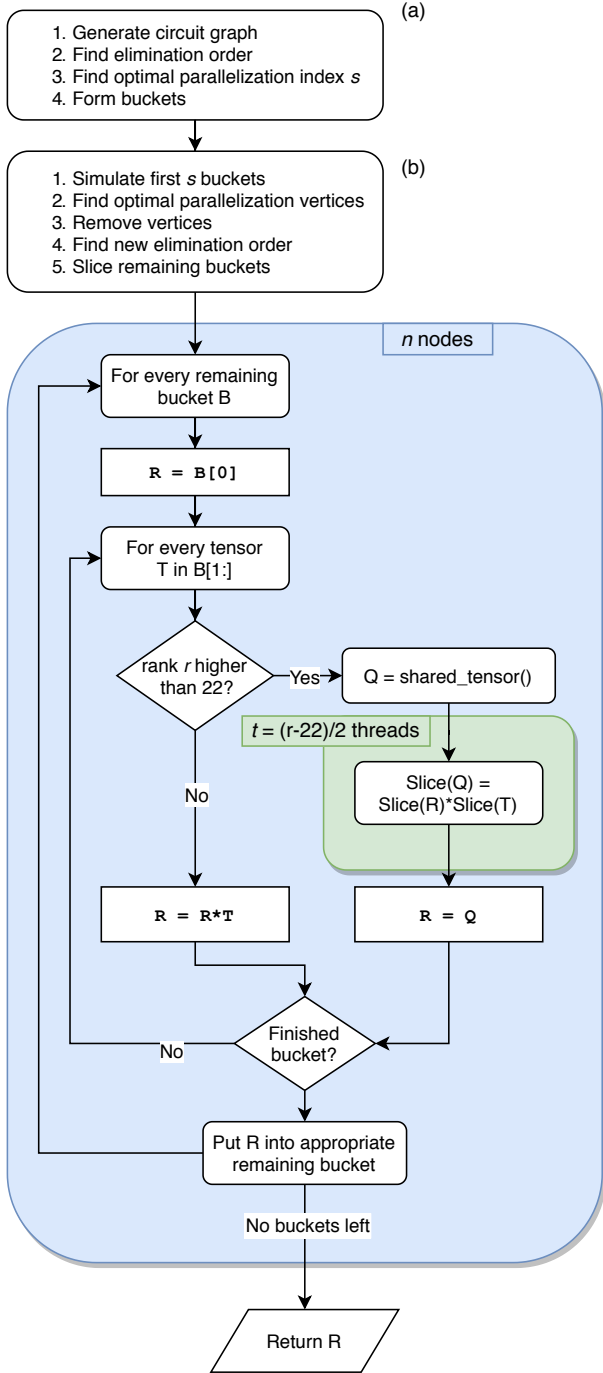 (a)
1. Generate circuit graph
2. Find elimination order
3. Find optimal parallelization index s
4. Form buckets
(b)
1. Simulate first s buckets
2. Find optimal parallelization vertices
3. Remove vertices
4. Find new elimination order
5. Slice remaining buckets
n nodes
For every remaining
bucket B
R = B[0]
For every tensor
T in B[1:]
rank r higher
than 22?
Yes
Q = shared_tensor()
t = (r-22)/2 threads
Slice(Q) =
Slice(R)*Slice(T)
No
R = R*T
R = Q
Finished
bucket?
No
Put R into appropriate
remaining bucket
No buckets left
Return R